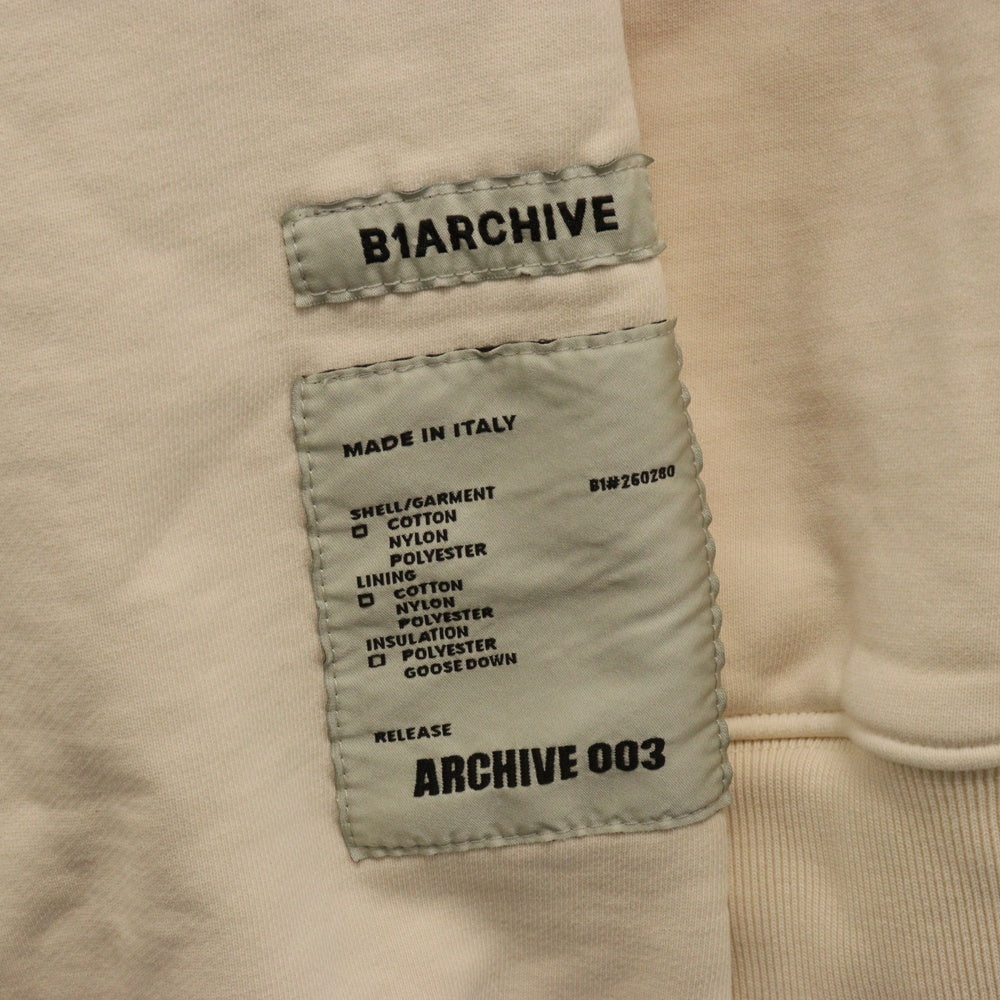 B1ARCHIVE
MADE IN ITALY
B1#260280
SHELL/GARMENT
COTTON
NYLON
POLYESTER
LINING
COTTON
NYLON
POLYESTER
INSULATION
POLYESTER
GOOSE DOWN
RELEASE
ARCHIVE 003